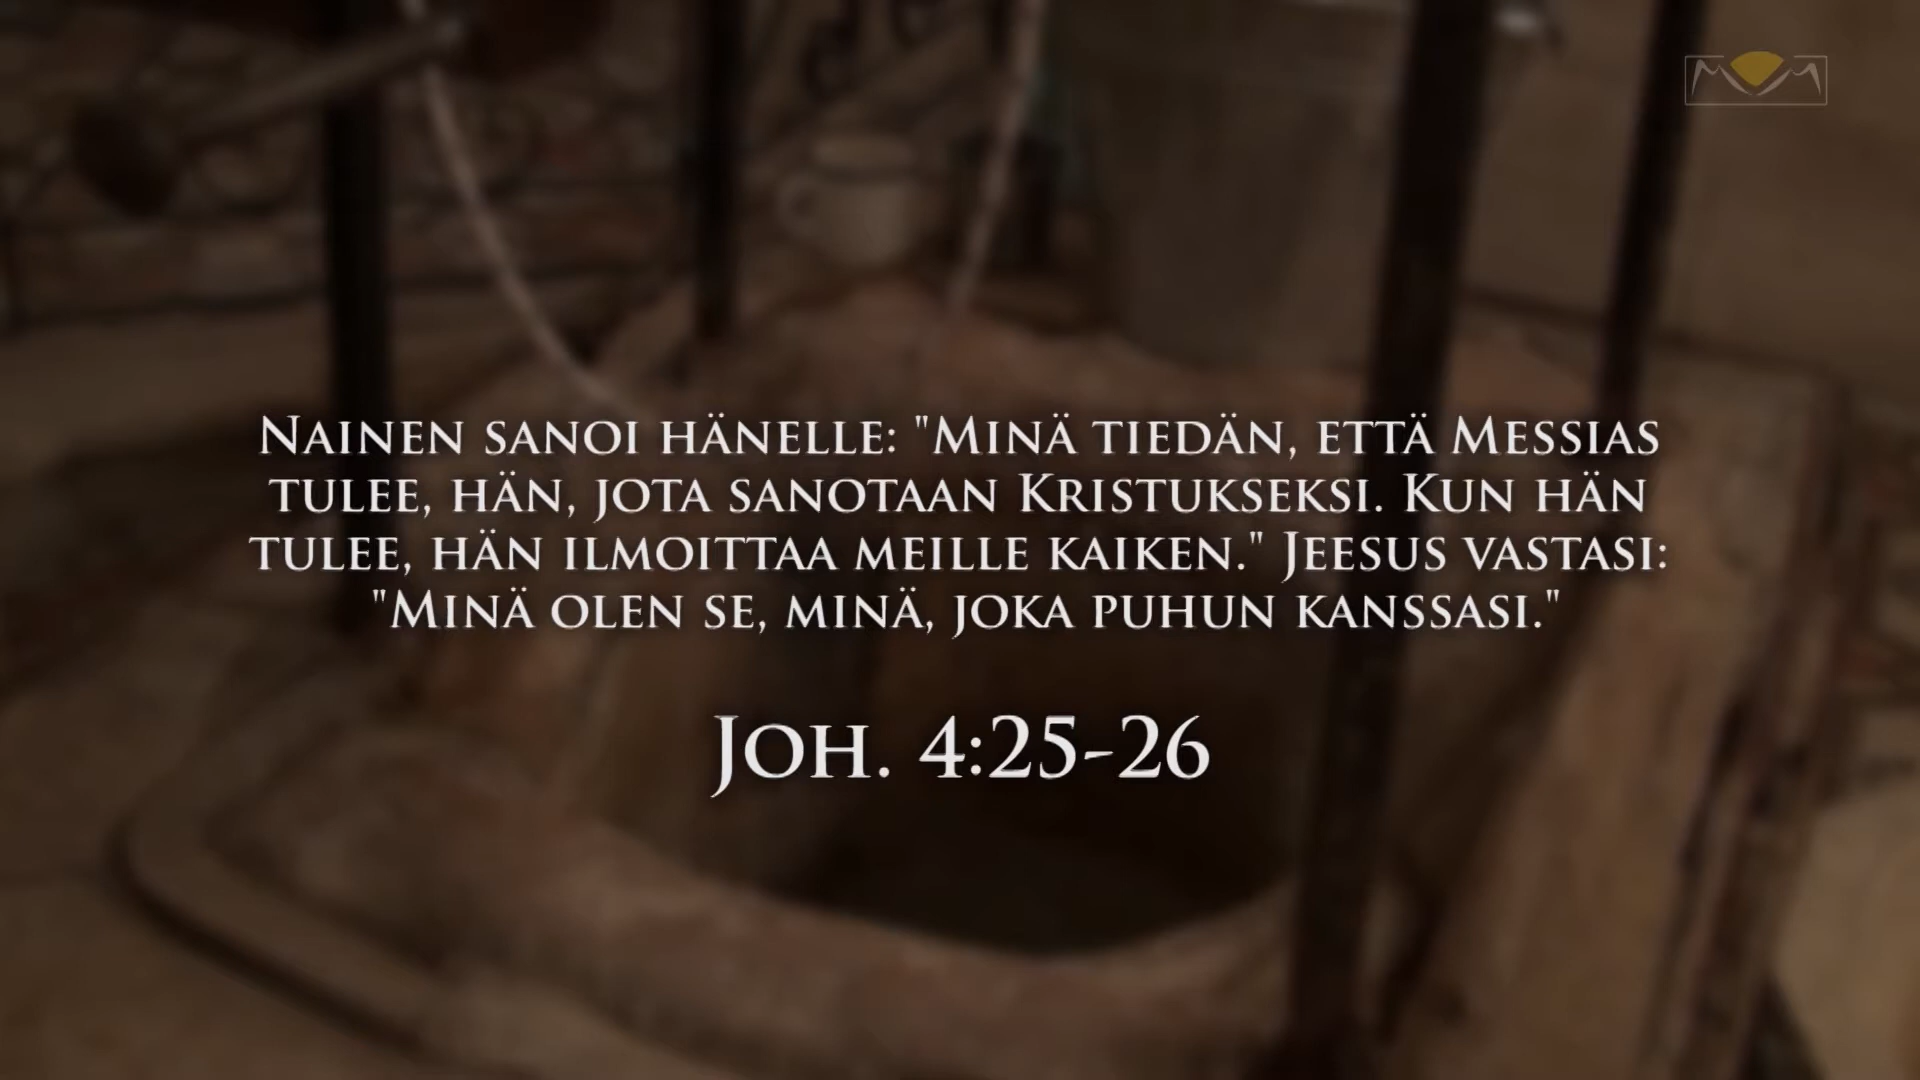 Nainen sanoi hänelle: "Minä tiedän, että Messias
tulee, hän, jota sanotaan Kristukseksi. Kun hän
tulee, hän ilmoittaa meille kaiken." Jeesus vastasi:
"Minä olen se, minä, joka puhun kanssasi."
Joh. 4:25-26